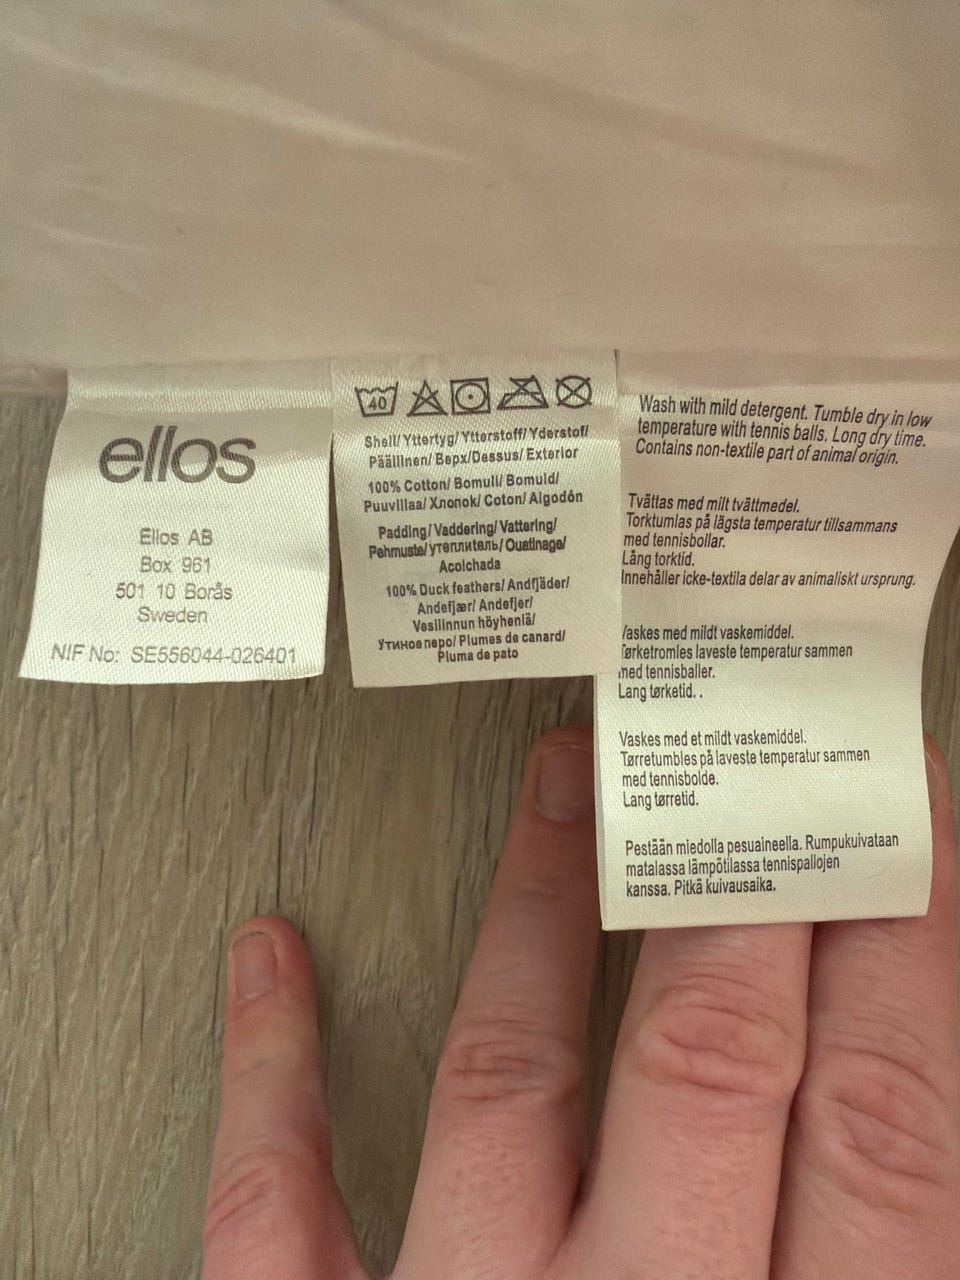 ellos
Ellos AB
Box 961
501 10 Borås
Sweden
NIF No: SE556044-026401
40
Shell/ Yttertyg/ Ytterstoff/ Yderstof/
Päällinen/ Верх/Dessus/ Exterior
100% Cotton/ Bomull/ Bomuld/
Puuvillaa/ Хлопок/ Coton/ Algodón
Padding/ Vaddering/ Vattering/
Pehmuste/ утеплитель/ Ouatinage/
Acolchada
100% Duck feathers/ Andfjäder/
Andefjær/ Andefjer/
Vesilinnun höyhenlä/
Утиное перо/ Plumes de canard/
Pluma de pato
Wash with mild detergent. Tumble dry in low
temperature with tennis balls. Long dry time.
Contains non-textile part of animal origin.
Tvättas med milt tvättmedel.
Torktumlas på lägsta temperatur tillsammans
med tennisbollar.
Lång torktid.
Innehåller icke-textila delar av animaliskt ursprung.
Vaskes med mildt vaskemiddel.
Tørketromles laveste temperatur sammen
med tennisballer.
Lang tørketid. .
Vaskes med et mildt vaskemiddel.
Tørretumbles på laveste temperatur sammen
med tennisbolde.
Lang tørretid.
Pestään miedolla pesuaineella. Rumpukuivataan
matalassa lämpötilassa tennispallojen
kanssa. Pitkä kuivausaika.